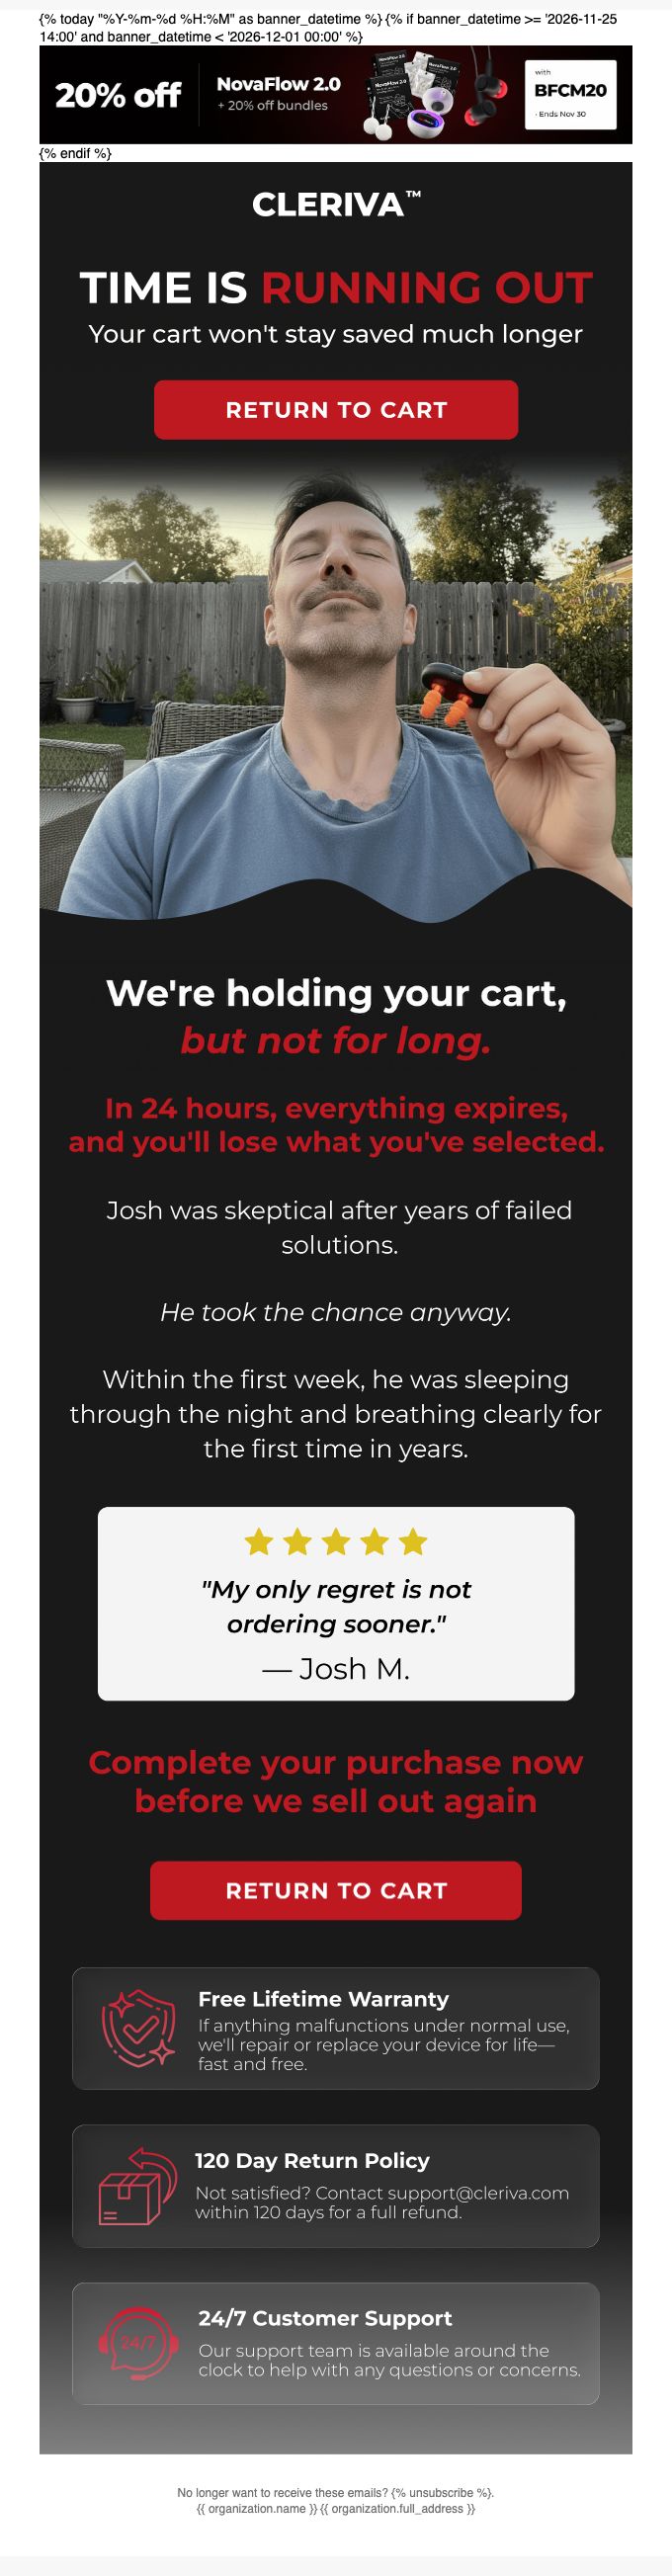 {% today "%Y-%m-%d %H:%M" as banner_datetime %} {% if banner_datetime >= '2026-11-25
14:00' and banner_datetime < '2026-12-01 00:00' %}
20% off
NovaFlow 2.0
+ 20% off bundles
with
BFCM20
· Ends Nov 30
{% endif %}
CLERIVA™
TIME IS RUNNING OUT
Your cart won't stay saved much longer
RETURN TO CART
We're holding your cart,
but not for long.
In 24 hours, everything expires,
and you'll lose what you've selected.
Josh was skeptical after years of failed
solutions.
He took the chance anyway.
Within the first week, he was sleeping
through the night and breathing clearly for
the first time in years.
"My only regret is not
ordering sooner."
— Josh M.
Complete your purchase now
before we sell out again
RETURN TO CART
Free Lifetime Warranty
If anything malfunctions under normal use,
we'll repair or replace your device for life—
fast and free.
120 Day Return Policy
Not satisfied? Contact support@cleriva.com
within 120 days for a full refund.
24/7
24/7 Customer Support
Our support team is available around the
clock to help with any questions or concerns.
No longer want to receive these emails? {% unsubscribe %}.
{{ organization.name }} {{ organization.full_address }}